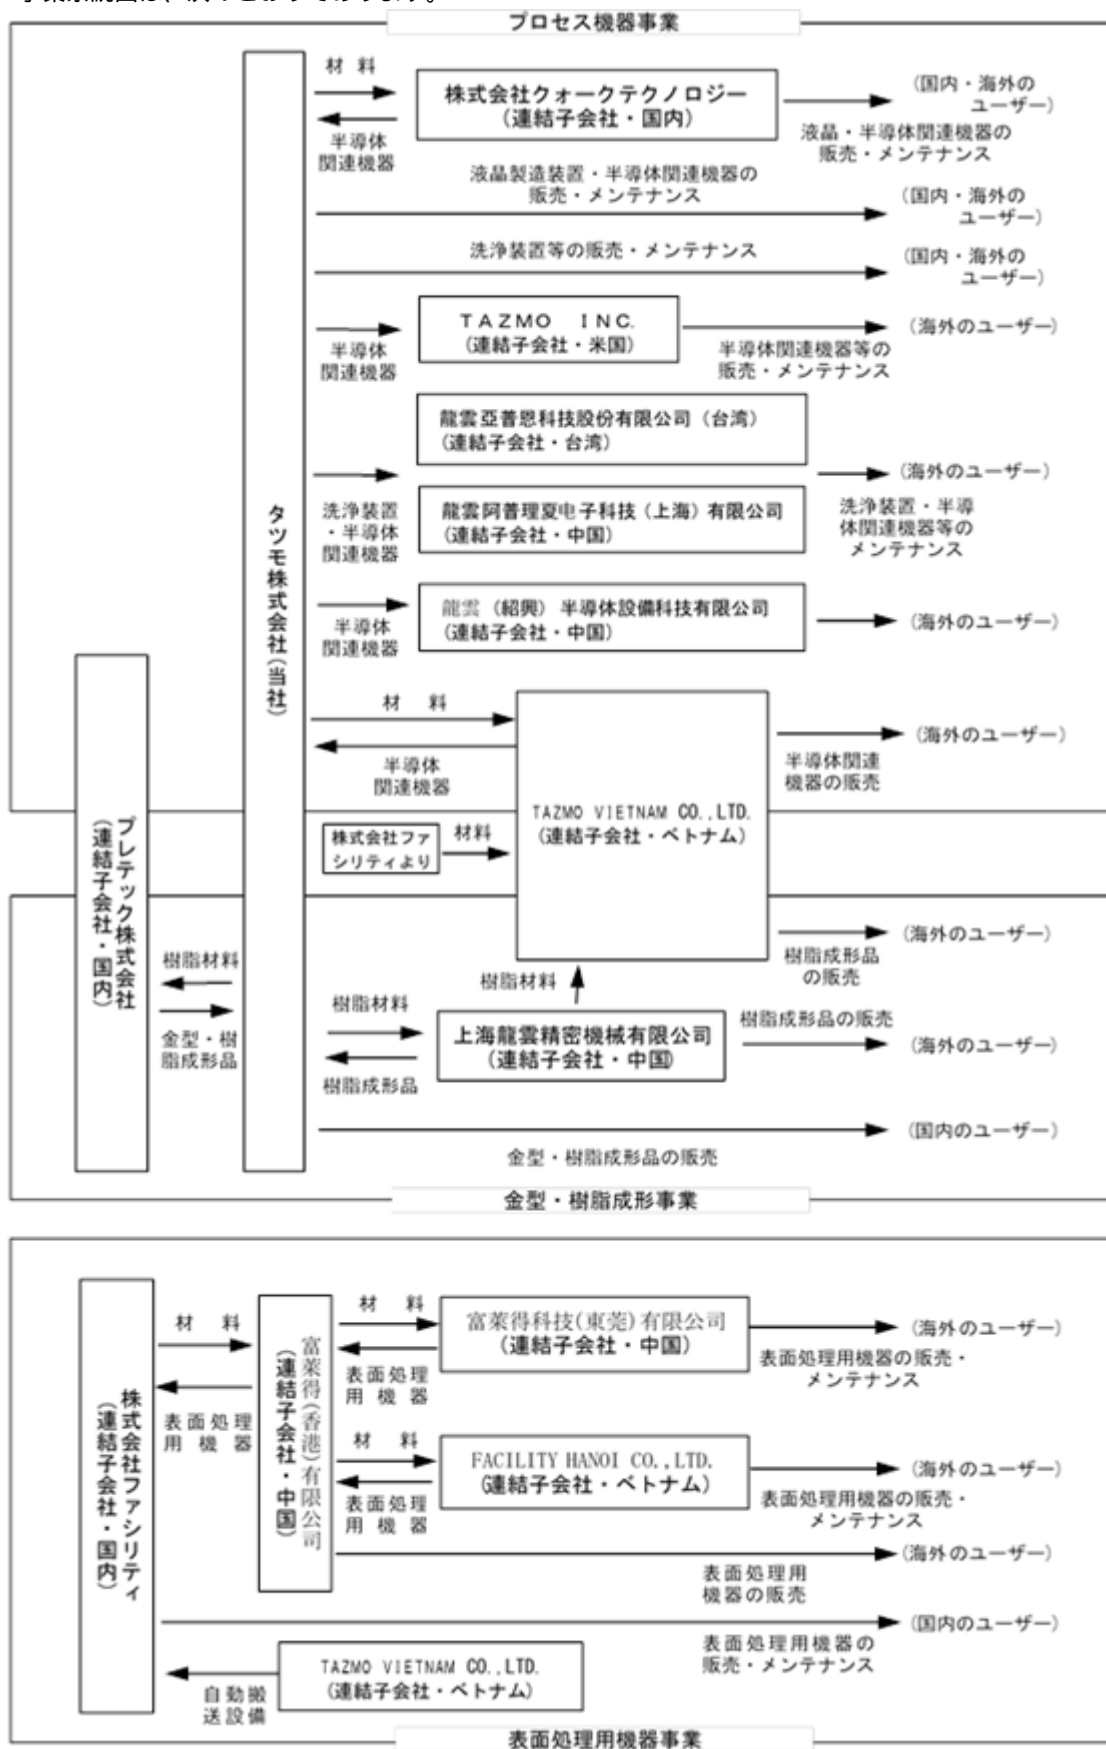 プロセス機器事業
材 料
株式会社クォークテクノロジー
(連結子会社・国内)
(国内・海外の
ユーザー)
半導体
関連機器
液晶・半導体関連機器の
販売・メンテナンス
液晶製造装置・半導体関連機器の
販売・メンテナンス
(国内・海外の
ユーザー)
洗浄装置等の販売・メンテナンス
(国内・海外の
ユーザー)
TAZMO INC.
(連結子会社・米国)
(海外のユーザー)
半導体
関連機器
半導体関連機器等の
販売・メンテナンス
龍雲亞普恩科技股份有限公司(台湾)
(連結子会社・台湾)
(海外のユーザー)
洗浄装置
・半導体
関連機器
龍雲阿普理夏电子科技(上海)有限公司
(連結子会社・中国)
洗浄装置・半導
体関連機器等の
メンテナンス
タツモ株式会社(当社)
龍雲(紹興)半導体設備科技有限公司
(連結子会社・中国)
(海外のユーザー)
半導体
関連機器
材 料
半導体
関連機器
(海外のユーザー)
半導体関連
機器の販売
TAZMO VIETNAM CO.,LTD.
(連結子会社・ベトナム)
株式会社ファ
シリティより
材料
プレテック株式会社
(連結子会社・国内)
(海外のユーザー)
樹脂成形品
の販売
樹脂材料
金型・樹
脂成形品
樹脂材料
樹脂材料
上海龍雲精密機械有限公司
(連結子会社・中国)
樹脂成形品の販売
(海外のユーザー)
樹脂成形品
(国内のユーザー)
金型・樹脂成形品の販売
金型・樹脂成形事業
材 料
富莱得科技(東莞)有限公司
(連結子会社・中国)
(海外のユーザー)
材 料
表面処理
用機器
表面処理用機器の販売・
メンテナンス
株式会社ファシリティ
(連結子会社・国内)
表面処理
用機器
富莱得(香港)有限公司
(連結子会社・中国)
材 料
FACILITY HANOI CO.,LTD.
(連結子会社・ベトナム)
(海外のユーザー)
表面処理
用機器
表面処理用機器の販売・
メンテナンス
(海外のユーザー)
表面処理用
機器の販売
(国内のユーザー)
表面処理用機器の
販売・メンテナンス
TAZMO VIETNAM CO.,LTD.
(連結子会社・ベトナム)
自動搬
送設備
表面処理用機器事業